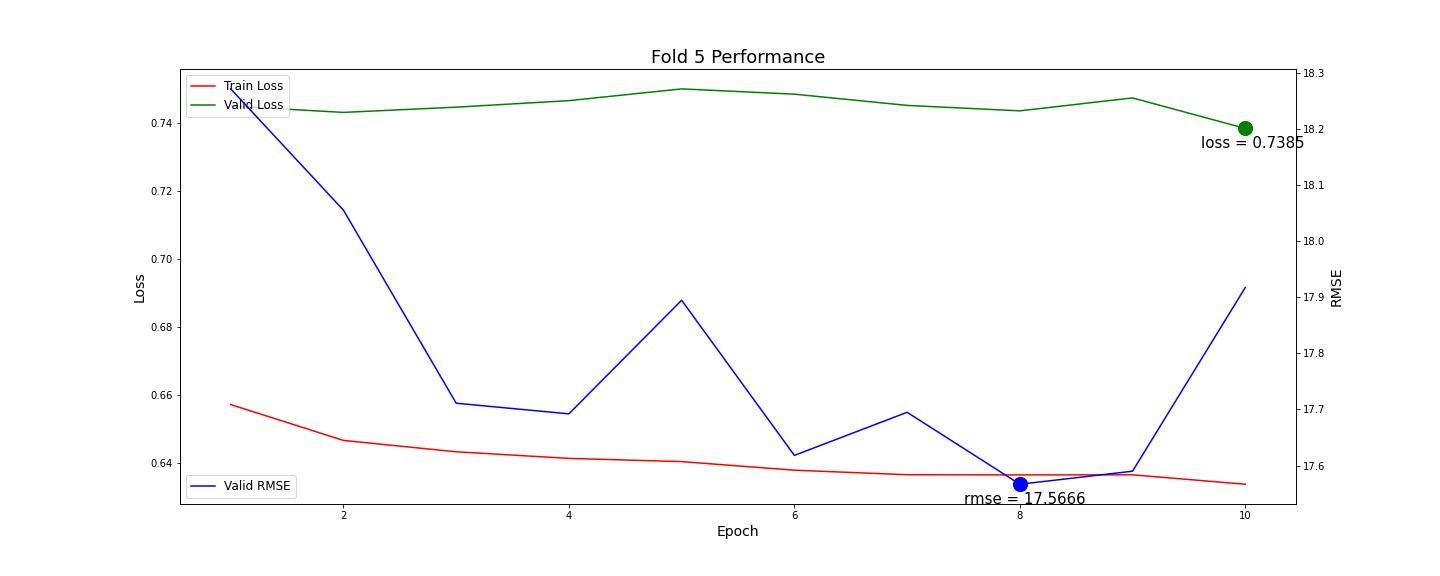 Fold 5 Performance
Train Loss
Valid Loss
Valid RMSE
loss = 0.7385
rmse = 17.5666
Loss
0.74
0.72
0.70
0.68
0.66
0.64
RMSE
18.3
18.2
18.1
18.0
17.9
17.8
17.7
17.6
2
4
6
8
10
Epoch